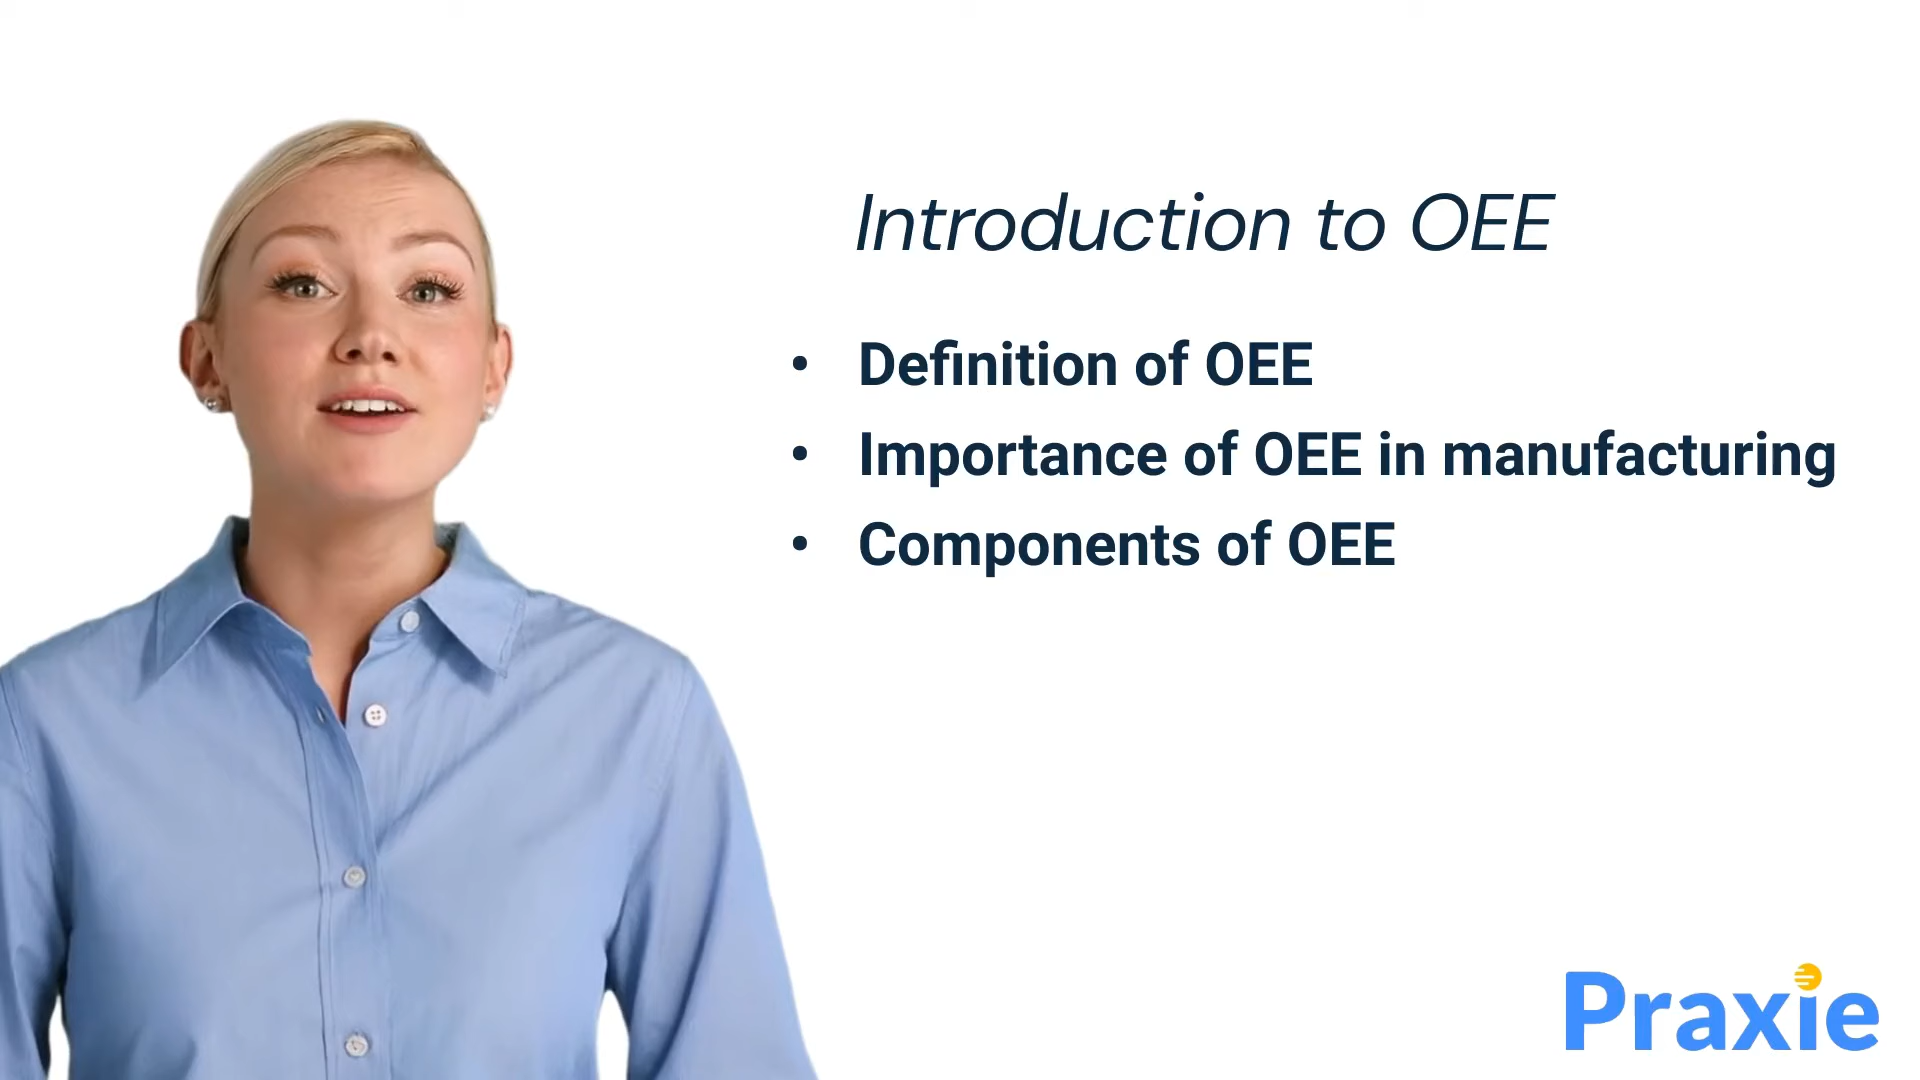 Introduction to OEE
• Definition of OEE
• Importance of OEE in manufacturing
• Components of OEE
Praxie